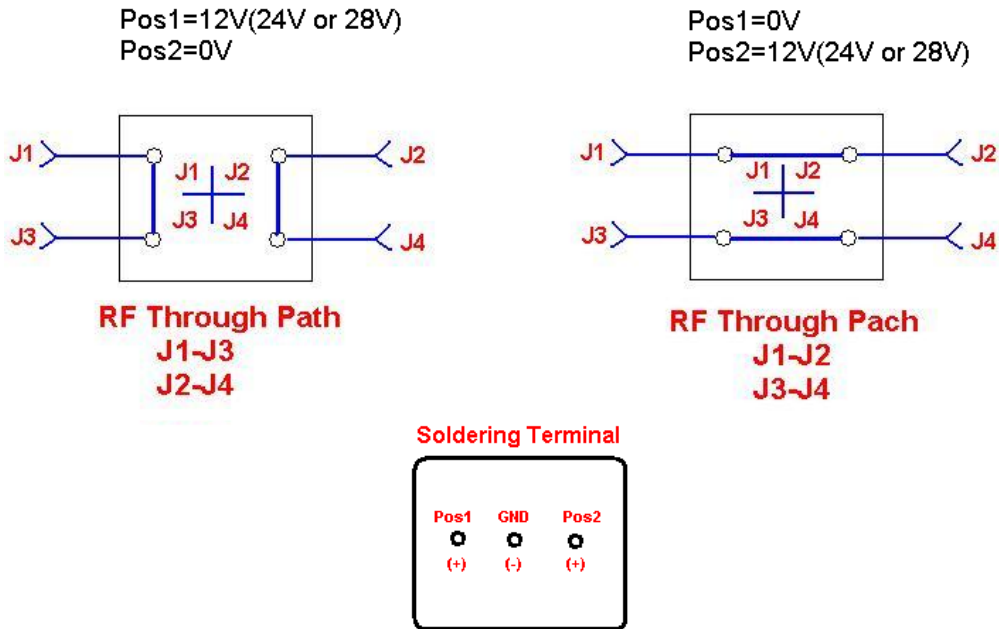 Pos1=12V(24V or 28V)
Pos2=0V
J1
J2
J1 J2
J3 J4
J3
J4
RF Through Path
J1-J3
J2-J4
Pos1=0V
Pos2=12V(24V or 28V)
J1
J2
J1 J2
J3 J4
J3
J4
RF Through Pach
J1-J2
J3-J4
Soldering Terminal
Pos1 GND Pos2
(+) (-) (+)